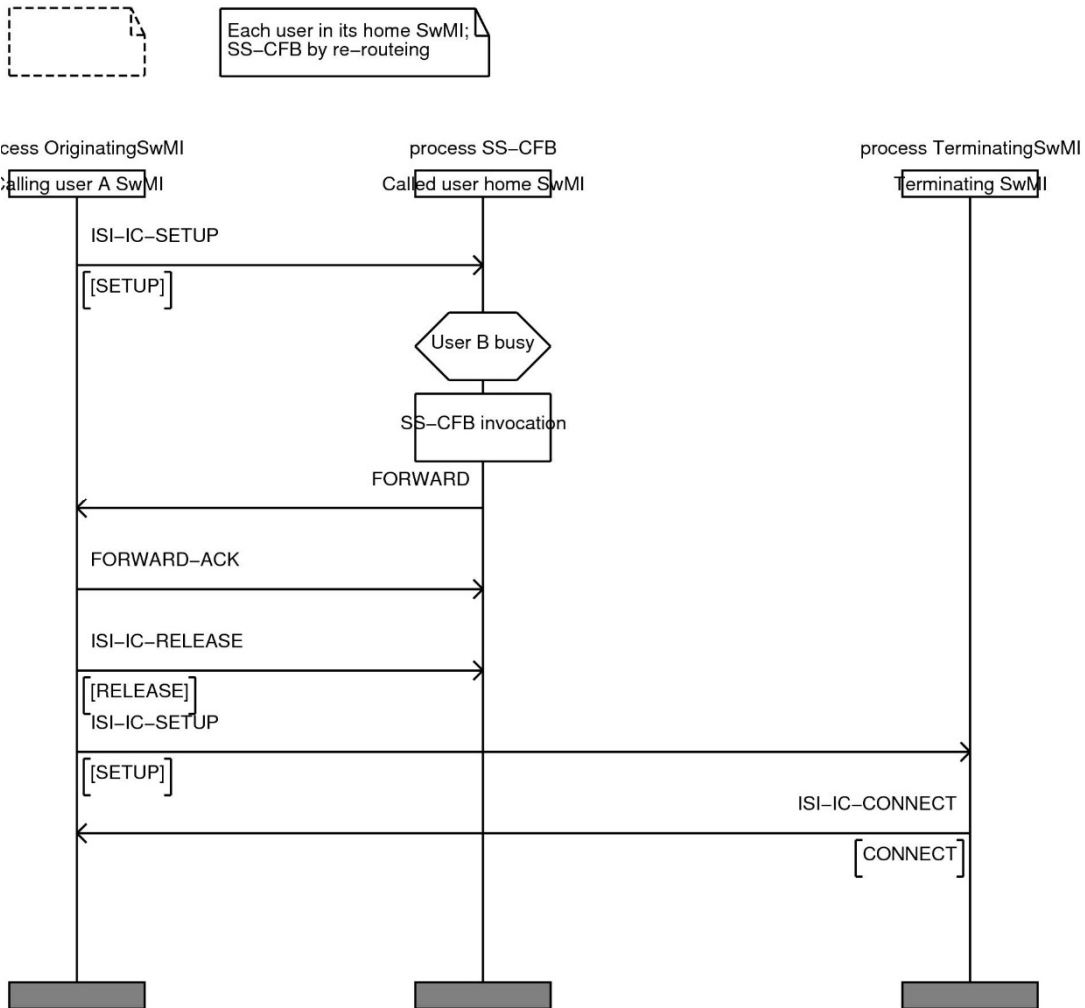 Each user in its home SwMI;
SS−CFB by re−routeing
cess OriginatingSwMI
process SS−CFB
process TerminatingSwMI
Calling user A SwMI
Called user home SwMI
Terminating SwMI
ISI−IC−SETUP
[SETUP]
User B busy
SS−CFB invocation
FORWARD
FORWARD−ACK
ISI−IC−RELEASE
[RELEASE]
ISI−IC−SETUP
[SETUP]
ISI−IC−CONNECT
CONNECT